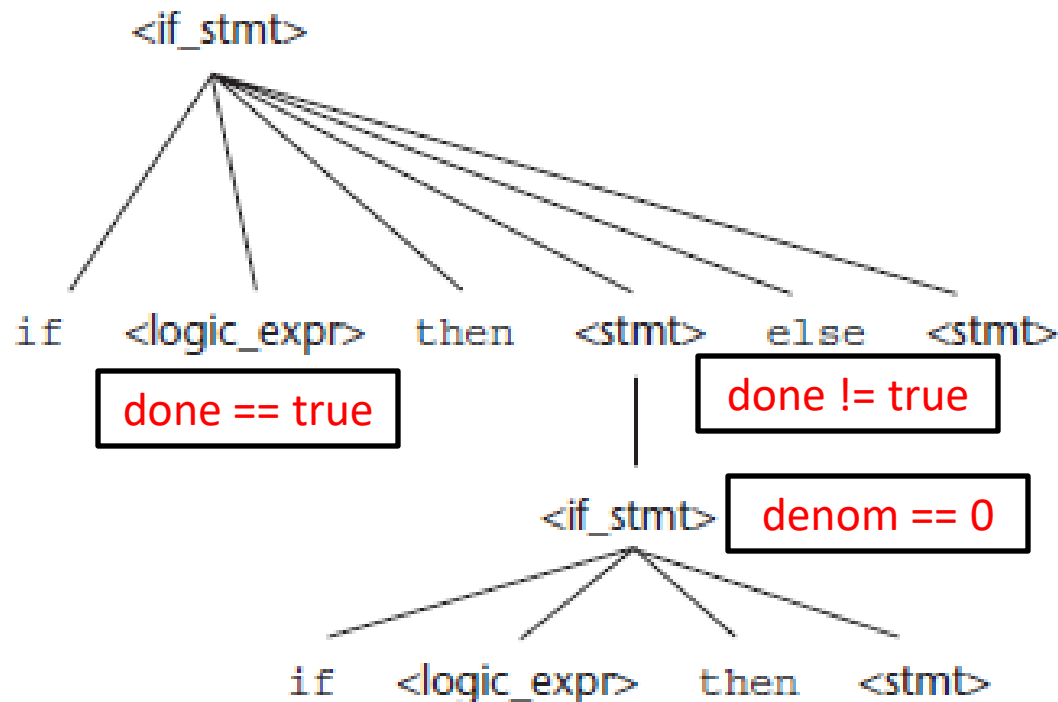 <if_stmt>
if <logic_expr> then <stmt> else <stmt>
done == true done != true
<if_stmt> denom == 0
if <logic_expr> then <stmt>